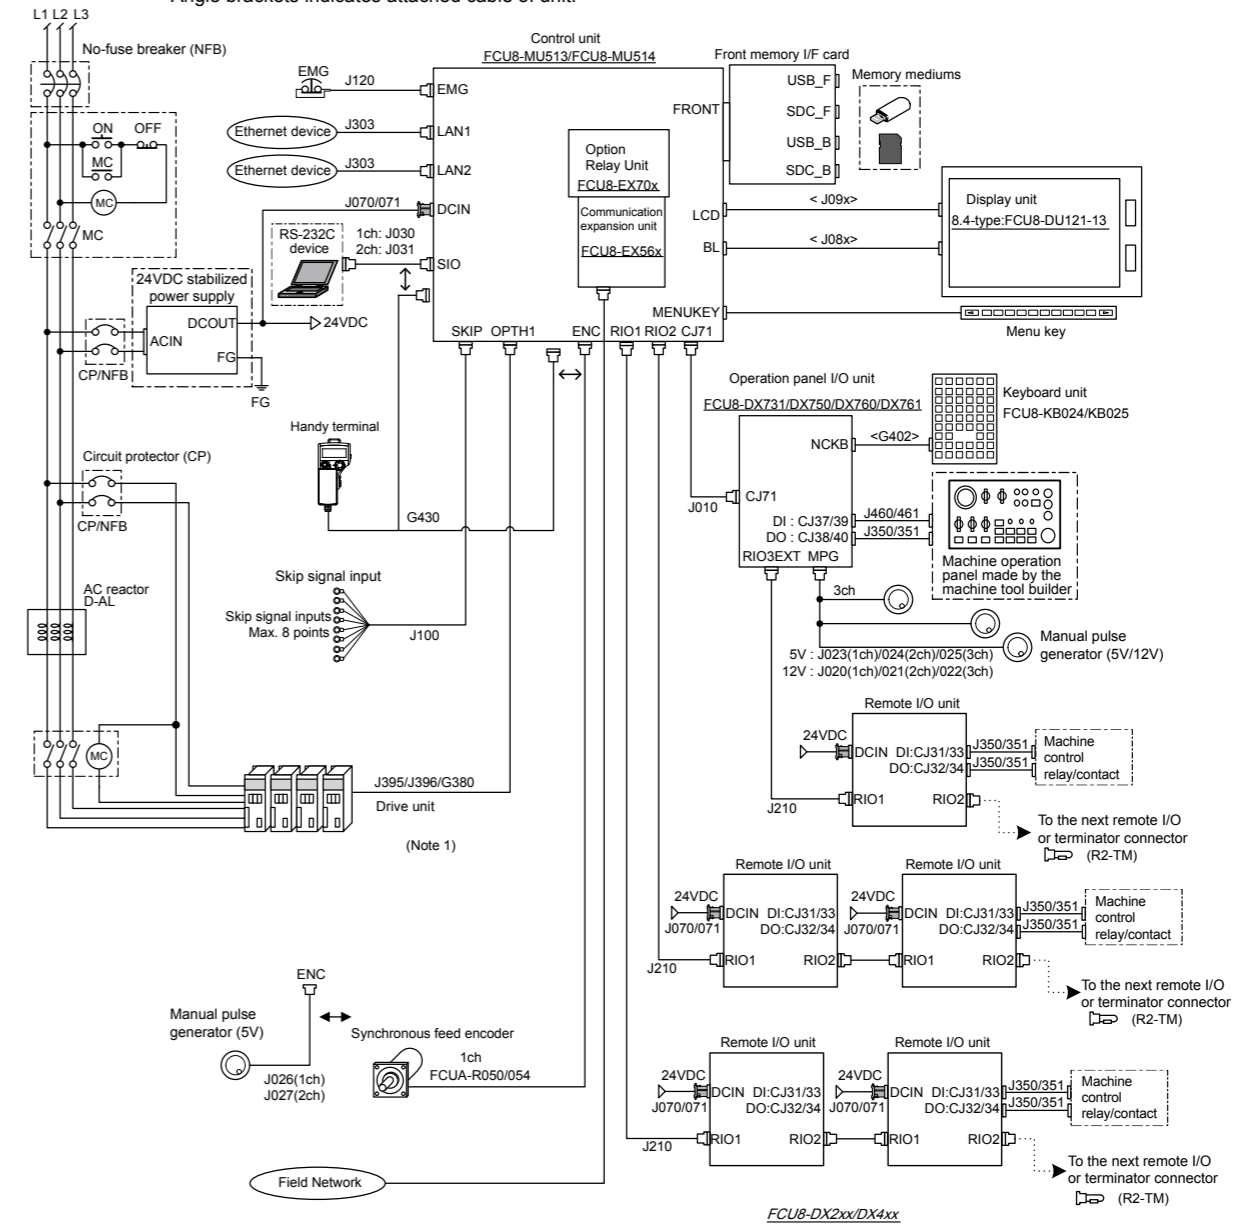 Angle brackets indicates attached cable of unit.
L1 L2 L3
No-fuse breaker (NFB)
ON OFF
MC
MC
MC
24VDC stabilized
power supply
DCOUT
24VDC
ACIN
FG
FG
CP/NFB
Circuit protector (CP)
CP/NFB
AC reactor
D-AL
MC
Control unit
FCU8-MU513/FCU8-MU514
EMG
J120
EMG
Ethernet device
J303
LAN1
Ethernet device
J303
LAN2
J070/071
DCIN
RS-232C
device
1ch: J030
2ch: J031
SIO
Option
Relay Unit
FCU8-EX70x
Communication
expansion unit
FCU8-EX56x
FRONT
LCD
BL
MENUKEY
SKIP OPTH1 ENC RIO1 RIO2 CJ71
Front memory I/F card
USB_F
SDC_F
USB_B
SDC_B
Memory mediums
< J09x>
< J08x>
Display unit
8.4-type:FCU8-DU121-13
Menu key
Operation panel I/O unit
FCU8-DX731/DX750/DX760/DX761
NCKB
<G402>
Keyboard unit
FCU8-KB024/KB025
J010
CJ71
DI : CJ37/39
J460/461
DO : CJ38/40
J350/351
RIO3EXT MPG
Machine operation
panel made by the
machine tool builder
3ch
Manual pulse
generator (5V/12V)
5V : J023(1ch)/024(2ch)/025(3ch)
12V : J020(1ch)/021(2ch)/022(3ch)
Handy terminal
G430
Skip signal input
Skip signal inputs
Max. 8 points
J100
J395/J396/G380
Drive unit
(Note 1)
Remote I/O unit
24VDC
DCIN DI:CJ31/33
DO:CJ32/34
J350/351
J350/351
Machine
control
relay/contact
J210
RIO1 RIO2
To the next remote I/O
or terminator connector
(R2-TM)
Remote I/O unit
Remote I/O unit
24VDC
J070/071
DCIN DI:CJ31/33
DO:CJ32/34
24VDC
J070/071
DCIN DI:CJ31/33
DO:CJ32/34
J350/351
J350/351
Machine
control
relay/contact
J210
RIO1 RIO2
RIO1 RIO2
To the next remote I/O
or terminator connector
(R2-TM)
Remote I/O unit
Remote I/O unit
24VDC
J070/071
DCIN DI:CJ31/33
DO:CJ32/34
24VDC
J070/071
DCIN DI:CJ31/33
DO:CJ32/34
J350/351
J350/351
Machine
control
relay/contact
J210
RIO1 RIO2
RIO1 RIO2
To the next remote I/O
or terminator connector
(R2-TM)
FCU8-DX2xx/DX4xx
ENC
Manual pulse
generator (5V)
J026(1ch)
J027(2ch)
Synchronous feed encoder
1ch
FCUA-R050/054
Field Network